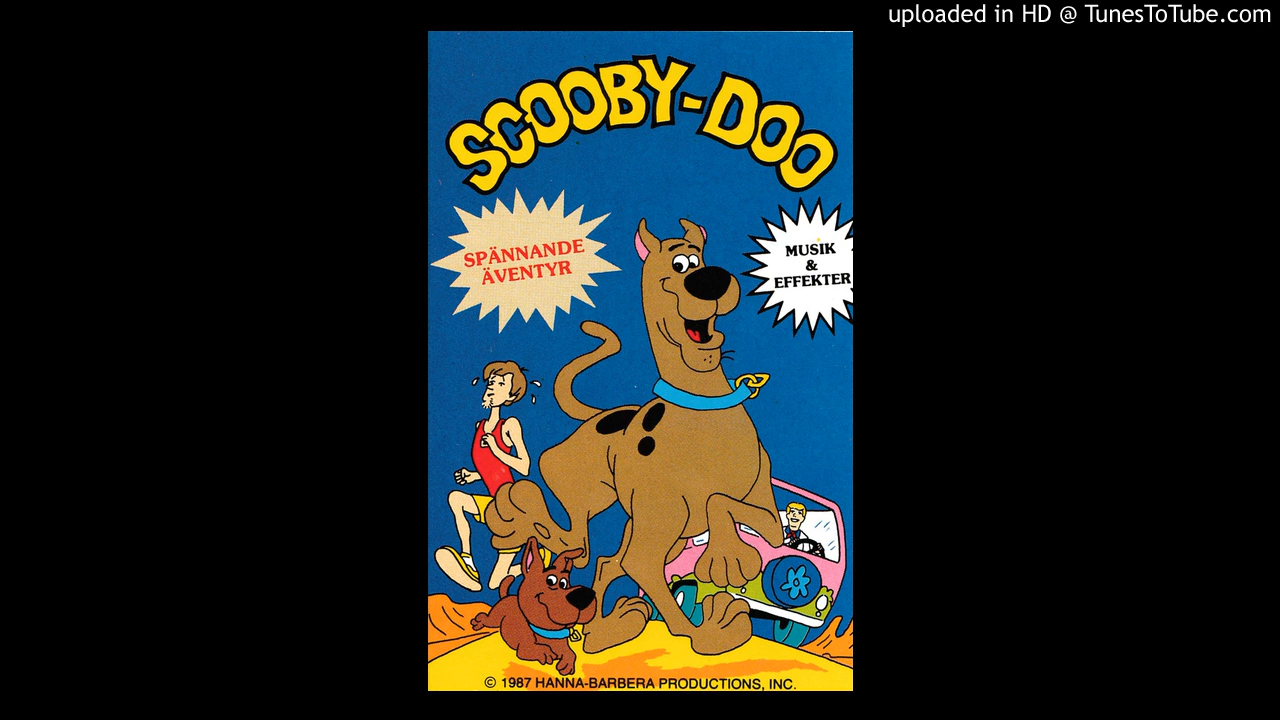 uploaded in HD @ TunesToTube.com
SCOOBY-DOO
SPÄNNANDE
ÄVENTYR
MUSIK
&
EFFEKTER
© 1987 HANNA-BARBERA PRODUCTIONS, INC.